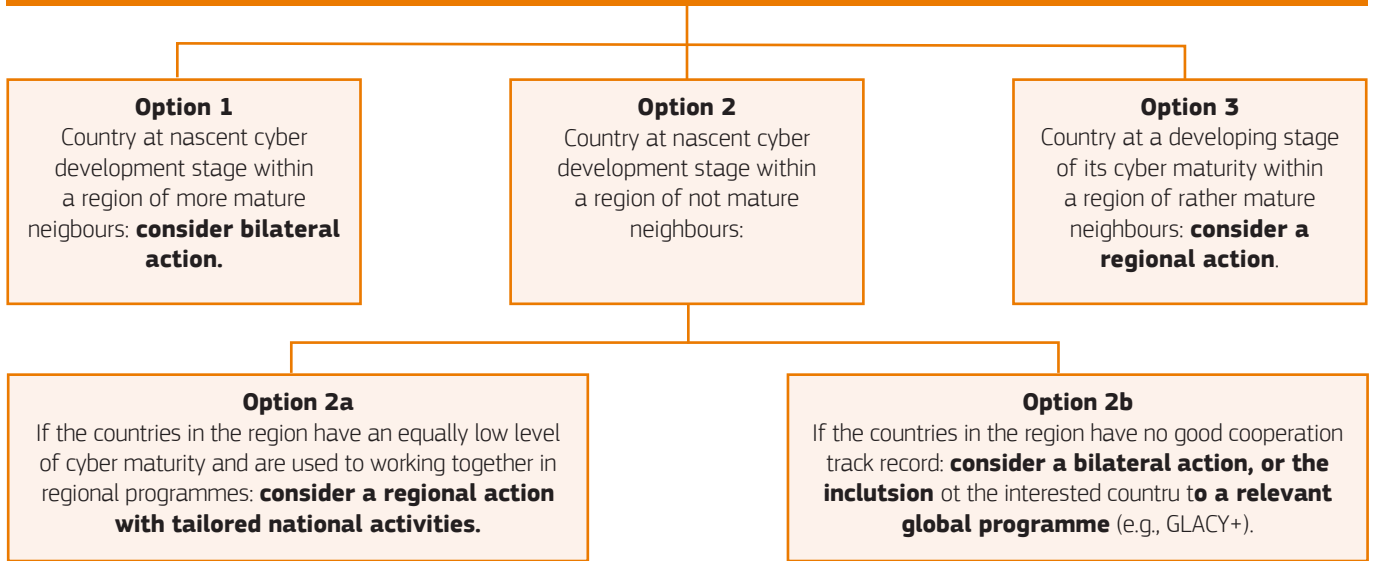 Option 1
Country at nascent cyber
development stage within
a region of more mature
neigbours: consider bilateral
action.
Option 2
Country at nascent cyber
development stage within
a region of not mature
neighbours:
Option 3
Country at a developing stage
of its cyber maturity within
a region of rather mature
neighbours: consider a
regional action.
Option 2a
If the countries in the region have an equally low level
of cyber maturity and are used to working together in
regional programmes: consider a regional action
with tailored national activities.
Option 2b
If the countries in the region have no good cooperation
track record: consider a bilateral action, or the
inclutsion ot the interested countru to a relevant
global programme (e.g., GLACY+).